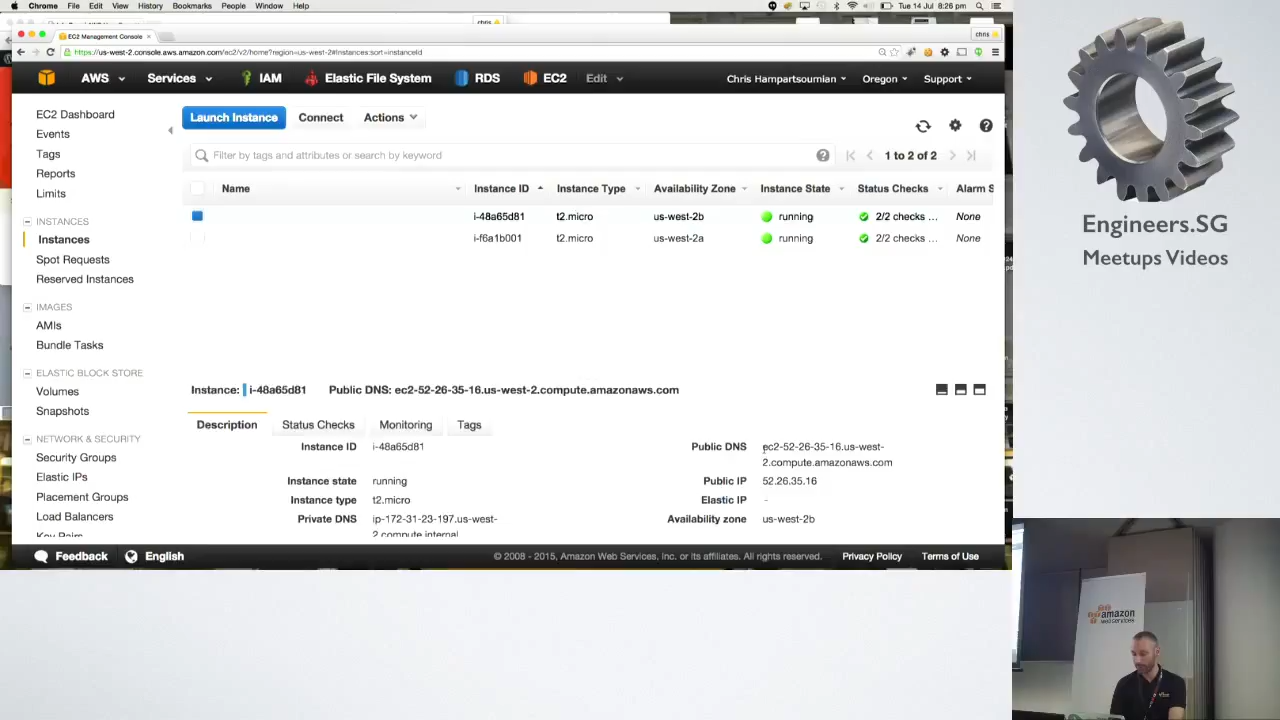 Chrome File Edit View History Bookmarks People Window Help
Tue 14 Jul 8:26 pm
chris
EC2 Management Console
chris
https://us-west-2.console.aws.amazon.com/ec2/v2/home?region=us-west-2#Instances:sort=instanceId
AWS Services IAM Elastic File System RDS EC2 Edit Chris Hampartsoumian Oregon Support
EC2 Dashboard
Events
Tags
Reports
Limits
INSTANCES
Instances
Spot Requests
Reserved Instances
IMAGES
AMIs
Bundle Tasks
ELASTIC BLOCK STORE
Volumes
Snapshots
NETWORK & SECURITY
Security Groups
Elastic IPs
Placement Groups
Load Balancers
Key Pairs
Launch Instance Connect Actions
Filter by tags and attributes or search by keyword
1 to 2 of 2
Name Instance ID Instance Type Availability Zone Instance State Status Checks Alarm S
i-48a65d81 t2.micro us-west-2b running 2/2 checks ... None
i-f6a1b001 t2.micro us-west-2a running 2/2 checks ... None
Instance: i-48a65d81 Public DNS: ec2-52-26-35-16.us-west-2.compute.amazonaws.com
Description Status Checks Monitoring Tags
Instance ID i-48a65d81
Instance state running
Instance type t2.micro
Private DNS ip-172-31-23-197.us-west-
2.compute.internal
Public DNS ec2-52-26-35-16.us-west-
2.compute.amazonaws.com
Public IP 52.26.35.16
Elastic IP -
Availability zone us-west-2b
Feedback English © 2008 - 2015, Amazon Web Services, Inc. or its affiliates. All rights reserved. Privacy Policy Terms of Use
Engineers.SG
Meetups Videos
amazon
web services